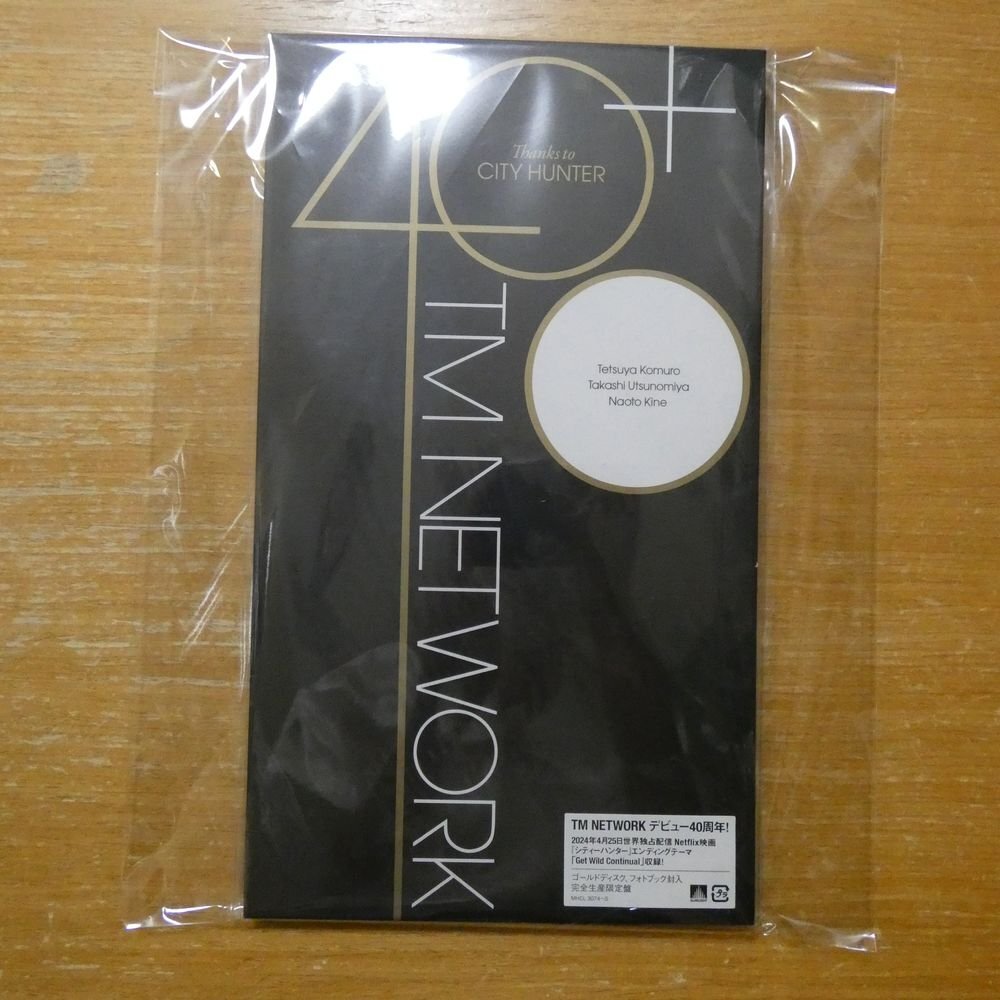 40+
Thanks to
CITY HUNTER
TM NETWORK
Tetsuya Komuro
Takashi Utsunomiya
Naoto Kine
TM NETWORK デビュー40周年!
2024年4月25日世界独占配信 Netflix映画
「シティーハンター」エンディングテーマ
「Get Wild Continual」収録!
ゴールドディスク、フォトブック封入
完全生産限定盤
MHCL 3074~5